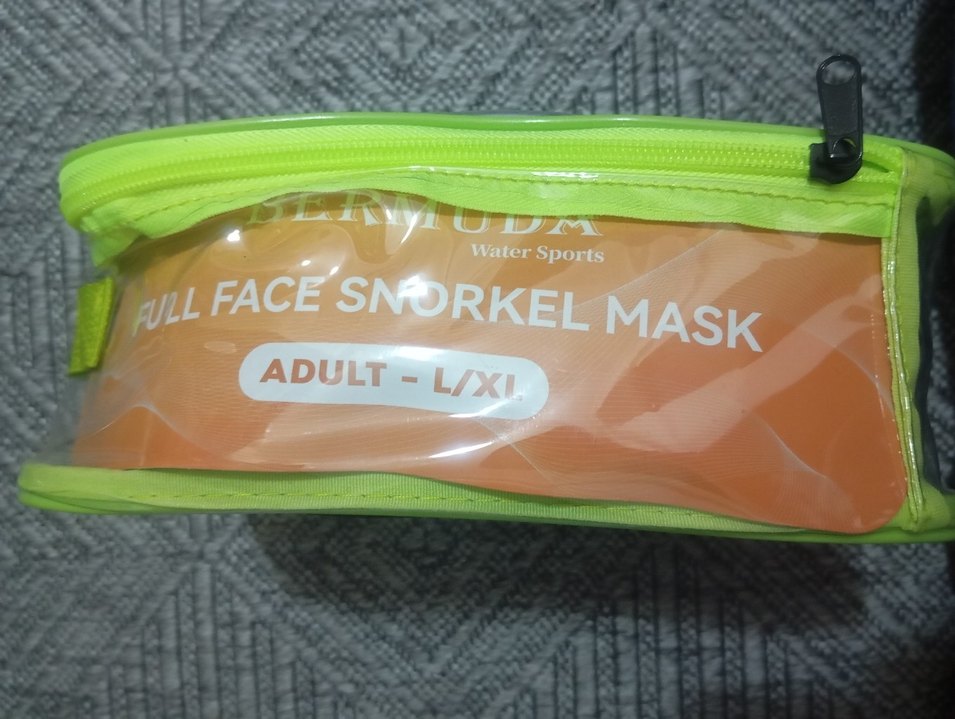 BERMUDA
Water Sports
FULL FACE SNORKEL MASK
ADULT - L/XL